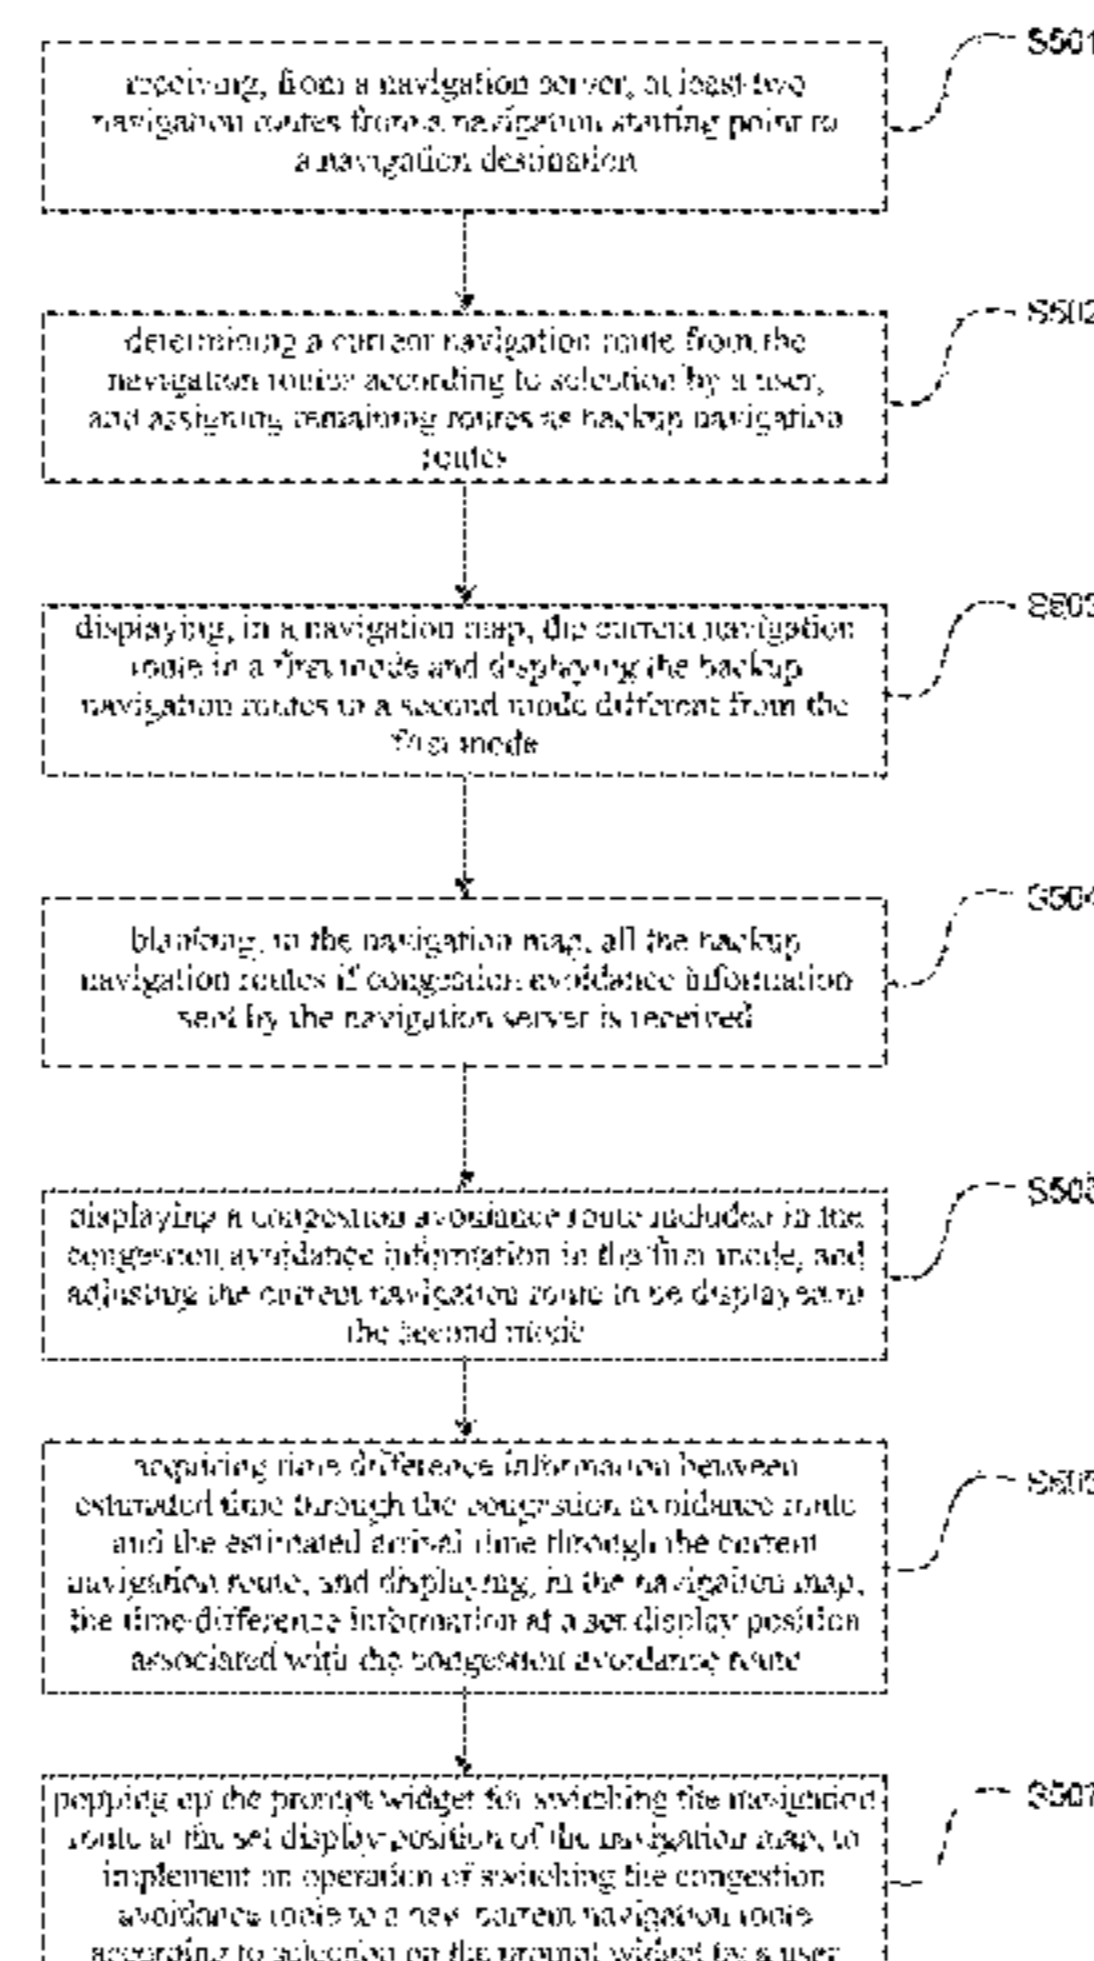 S501
receiving, from a navigation server, at least two
navigation routes from a navigation starting point to
a navigation destination
S502
determining a current navigation route from the
navigation routes according to selection by a user,
and assigning remaining routes as backup navigation
routes
S503
displaying, in a navigation map, the current navigation
route in a first mode and displaying the backup
navigation routes in a second mode different from the
first mode
S504
blanking, in the navigation map, all the backup
navigation routes if congestion avoidance information
sent by the navigation server is received
S505
displaying a congestion avoidance route included in the
congestion avoidance information in the first mode, and
adjusting the current navigation route to be displayed in
the second mode
S506
acquiring time difference information between
estimated time through the congestion avoidance route
and the estimated arrival time through the current
navigation route, and displaying, in the navigation map,
the time difference information at a set display position
associated with the congestion avoidance route
S507
popping up the prompt widget for switching the navigation
route at the set display position of the navigation map, to
implement an operation of switching the congestion
avoidance route to a new current navigation route
according to selection on the prompt widget by a user